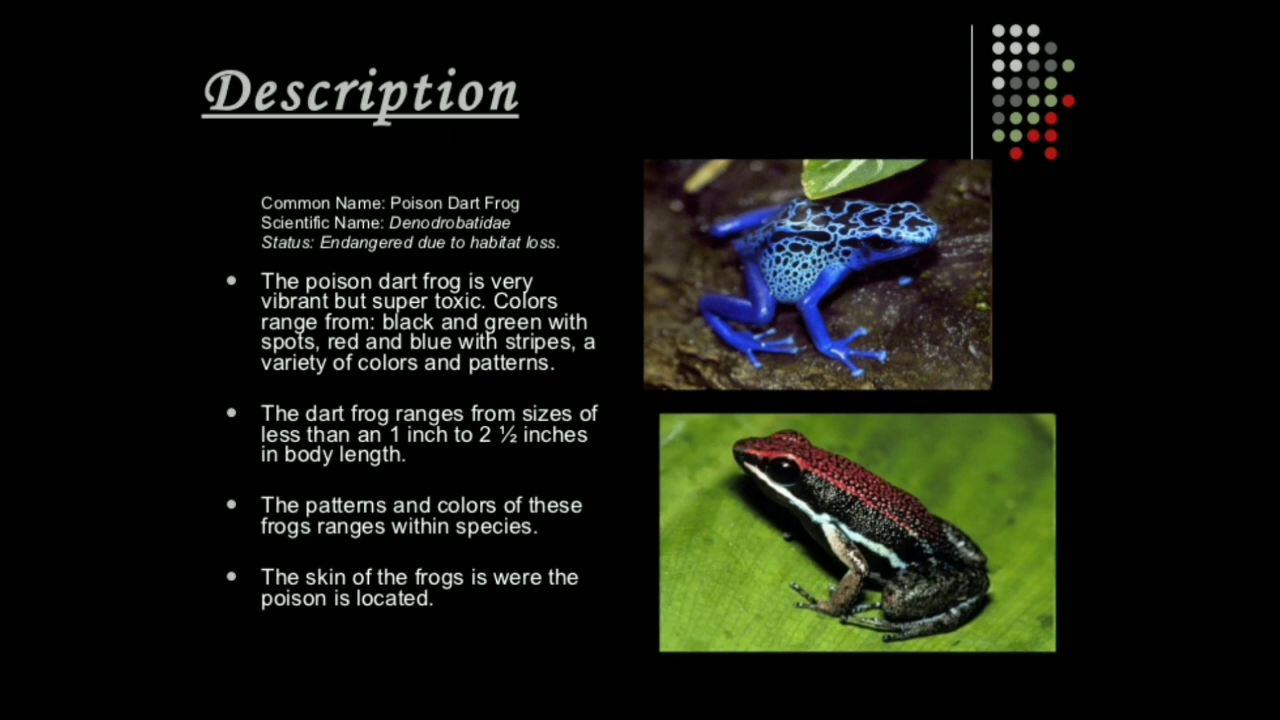 Description
Common Name: Poison Dart Frog
Scientific Name: Denodrobatidae
Status: Endangered due to habitat loss.
• The poison dart frog is very
vibrant but super toxic. Colors
range from: black and green with
spots, red and blue with stripes, a
variety of colors and patterns.
• The dart frog ranges from sizes of
less than an 1 inch to 2 ½ inches
in body length.
• The patterns and colors of these
frogs ranges within species.
• The skin of the frogs is were the
poison is located.